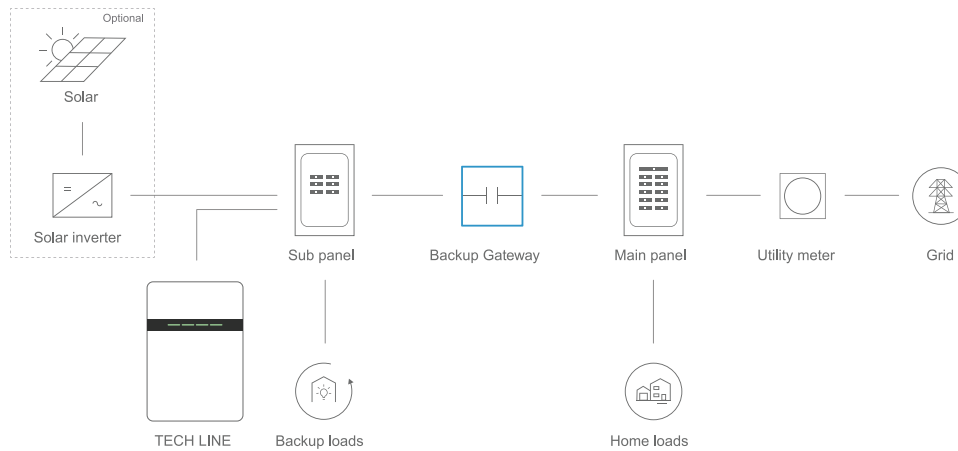 Optional
Solar
Solar inverter
Sub panel
Backup Gateway
Main panel
Utility meter
Grid
TECH LINE
Backup loads
Home loads